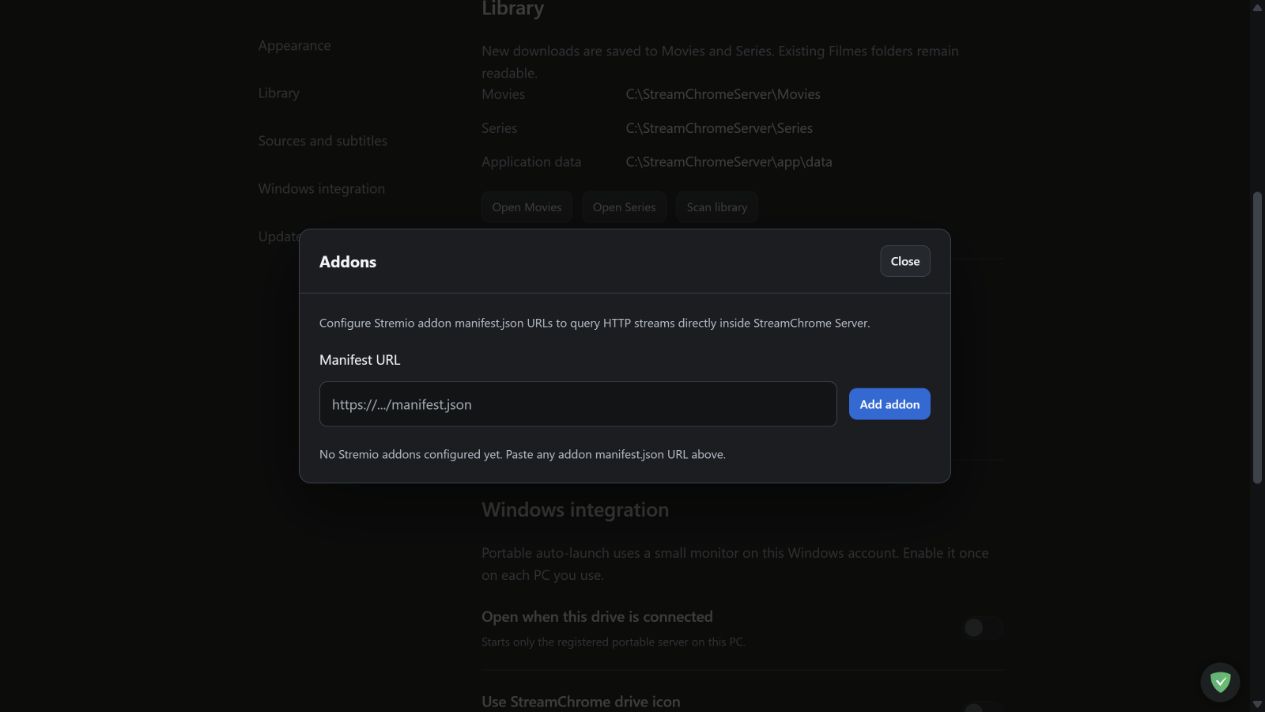 Library
Appearance
New downloads are saved to Movies and Series. Existing Filmes folders remain
readable.
Library
Movies
C:\StreamChromeServer\Movies
Series
C:\StreamChromeServer\Series
Sources and subtitles
Application data
C:\StreamChromeServer\app\data
Windows integration
Open Movies
Open Series
Scan library
Update
Addons
Close
Configure Stremio addon manifest.json URLs to query HTTP streams directly inside StreamChrome Server.
Manifest URL
https://.../manifest.json
Add addon
No Stremio addons configured yet. Paste any addon manifest.json URL above.
Windows integration
Portable auto-launch uses a small monitor on this Windows account. Enable it once
on each PC you use.
Open when this drive is connected
Starts only the registered portable server on this PC.
Use StreamChrome drive icon